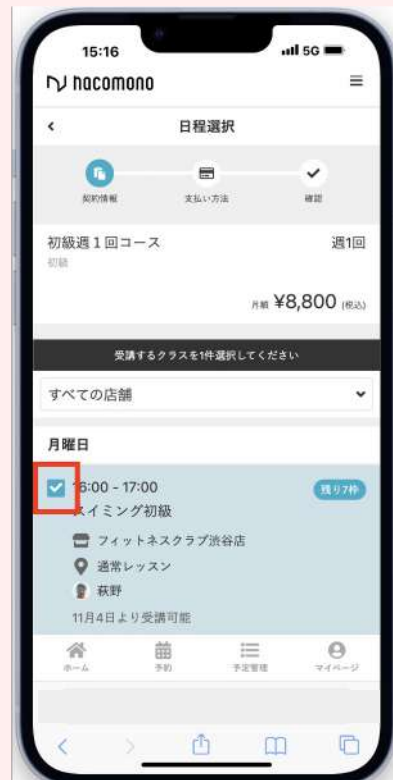 15:16
5G
hacomono
日程選択
契約情報
支払い方法
確認
初級週1回コース
週1回
初級
月額 ¥8,800 (税込)
受講するクラスを1件選択してください
すべての店舗
月曜日
16:00 - 17:00
残り7枠
スイミング初級
フィットネスクラブ渋谷店
通常レッスン
萩野
11月4日より受講可能
ホーム
予約
予定管理
マイページ